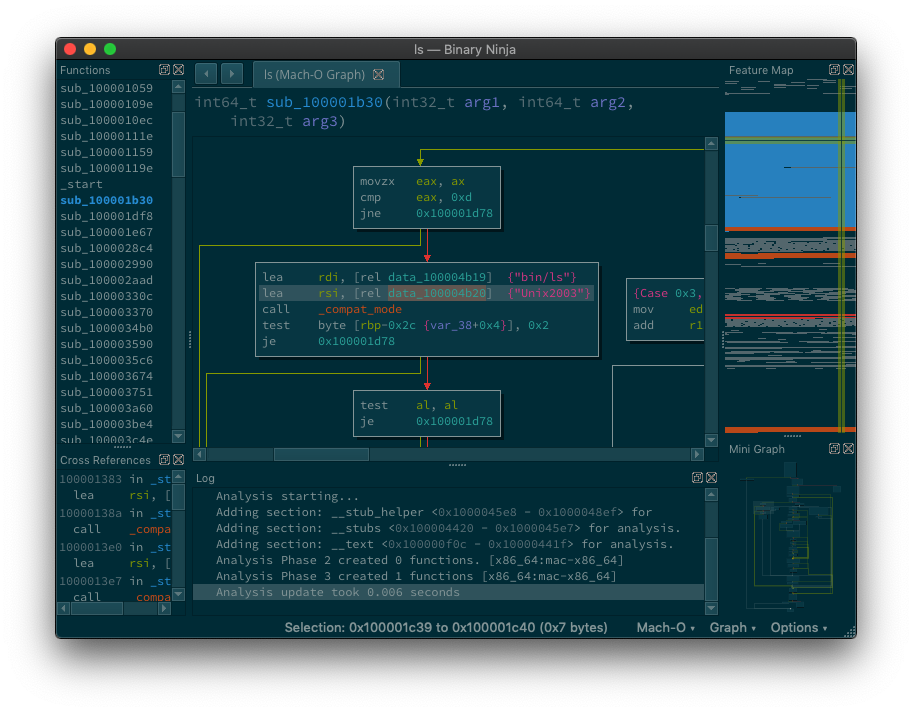 ls — Binary Ninja
Functions
sub_100001059
sub_10000109e
sub_1000010ec
sub_10000111e
sub_100001159
sub_10000119e
_start
sub_100001b30
sub_100001df8
sub_100001e67
sub_1000028c4
sub_100002990
sub_100002aad
sub_10000330c
sub_100003370
sub_1000034b0
sub_100003590
sub_1000035c6
sub_100003674
sub_100003751
sub_100003a60
sub_100003be4
sub_100003c4e
Cross References
100001383 in _st
lea rsi, [
10000138a in _st
call _compa
1000013e0 in _st
lea rsi, [
1000013e7 in _st
call _compa
ls (Mach-O Graph)
int64_t sub_100001b30(int32_t arg1, int64_t arg2,
int32_t arg3)
movzx eax, ax
cmp eax, 0xd
jne 0x100001d78
lea rdi, [rel data_100004b19] {"bin/ls"}
lea rsi, [rel data_100004b20] {"Unix2003"}
call _compat_mode
test byte [rbp-0x2c {var_38+0x4}], 0x2
je 0x100001d78
{Case 0x3,
mov ed
add r1
test al, al
je 0x100001d78
Log
Analysis starting...
Adding section: __stub_helper <0x1000045e8 - 0x1000048ef> for
Adding section: __stubs <0x100004420 - 0x1000045e7> for analysis.
Adding section: __text <0x100000f0c - 0x10000441f> for analysis.
Analysis Phase 2 created 0 functions. [x86_64:mac-x86_64]
Analysis Phase 3 created 1 functions [x86_64:mac-x86_64]
Analysis update took 0.006 seconds
Feature Map
Mini Graph
Selection: 0x100001c39 to 0x100001c40 (0x7 bytes) Mach-O Graph Options